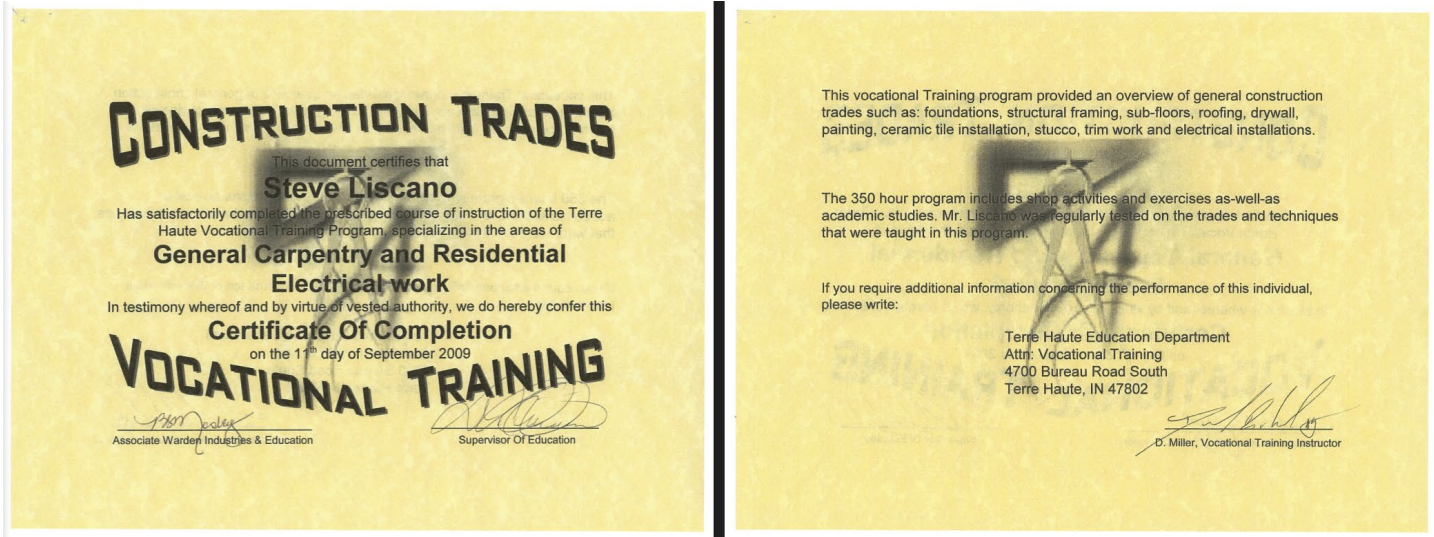 CONSTRUCTION TRADES
This document certifies that
Steve Liscano
Has satisfactorily completed the prescribed course of instruction of the Terre
Haute Vocational Training Program, specializing in the areas of
General Carpentry and Residential
Electrical work
In testimony whereof and by virtue of vested authority, we do hereby confer this
Certificate Of Completion
on the 11th day of September 2009
VOCATIONAL TRAINING
Associate Warden Industries & Education
Supervisor Of Education
This vocational Training program provided an overview of general construction
trades such as: foundations, structural framing, sub-floors, roofing, drywall,
painting, ceramic tile installation, stucco, trim work and electrical installations.
The 350 hour program includes shop activities and exercises as-well-as
academic studies. Mr. Liscano was regularly tested on the trades and techniques
that were taught in this program.
If you require additional information concerning the performance of this individual,
please write:
Terre Haute Education Department
Attn: Vocational Training
4700 Bureau Road South
Terre Haute, IN 47802
D. Miller, Vocational Training Instructor